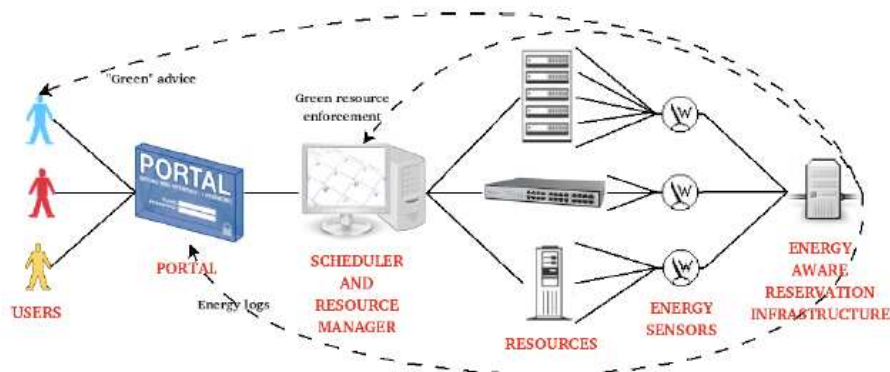 "Green" advice
Green resource
enforcement
PORTAL
W
W
W
PORTAL
SCHEDULER
AND
RESOURCE
MANAGER
ENERGY
AWARE
RESERVATION
INFRASTRUCTURE
Energy logs
USERS
ENERGY
SENSORS
RESOURCES